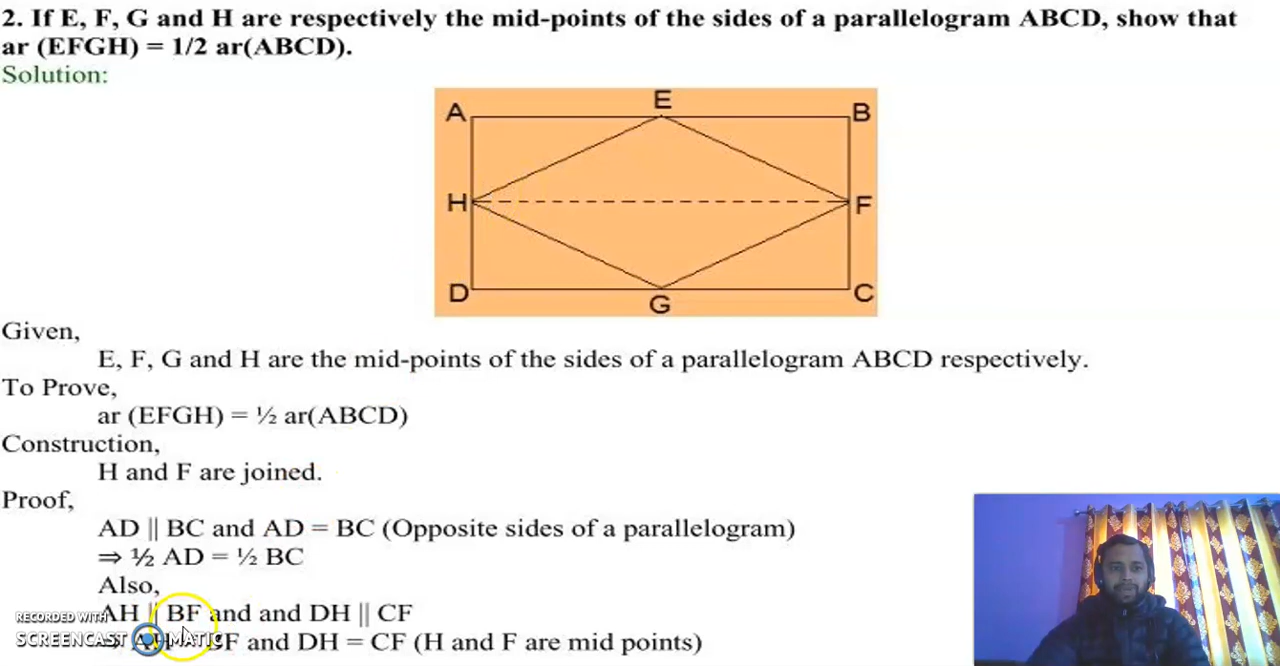 2. If E, F, G and H are respectively the mid-points of the sides of a parallelogram ABCD, show that
ar (EFGH) = 1/2 ar(ABCD).
Solution:
A E B
H F
D G C
Given,
E, F, G and H are the mid-points of the sides of a parallelogram ABCD respectively.
To Prove,
ar (EFGH) = ½ ar(ABCD)
Construction,
H and F are joined.
Proof,
AD || BC and AD = BC (Opposite sides of a parallelogram)
⇒ ½ AD = ½ BC
Also,
AH || BF and and DH || CF
RECORDED WITH
SCREENCAST MATIC
and DH = CF (H and F are mid points)